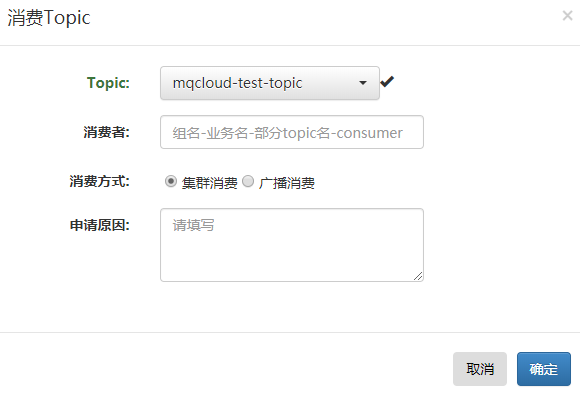 消费Topic ×
Topic: mqcloud-test-topic
消费者: 组名-业务名-部分topic名-consumer
消费方式: 集群消费 广播消费
申请原因: 请填写
取消 确定